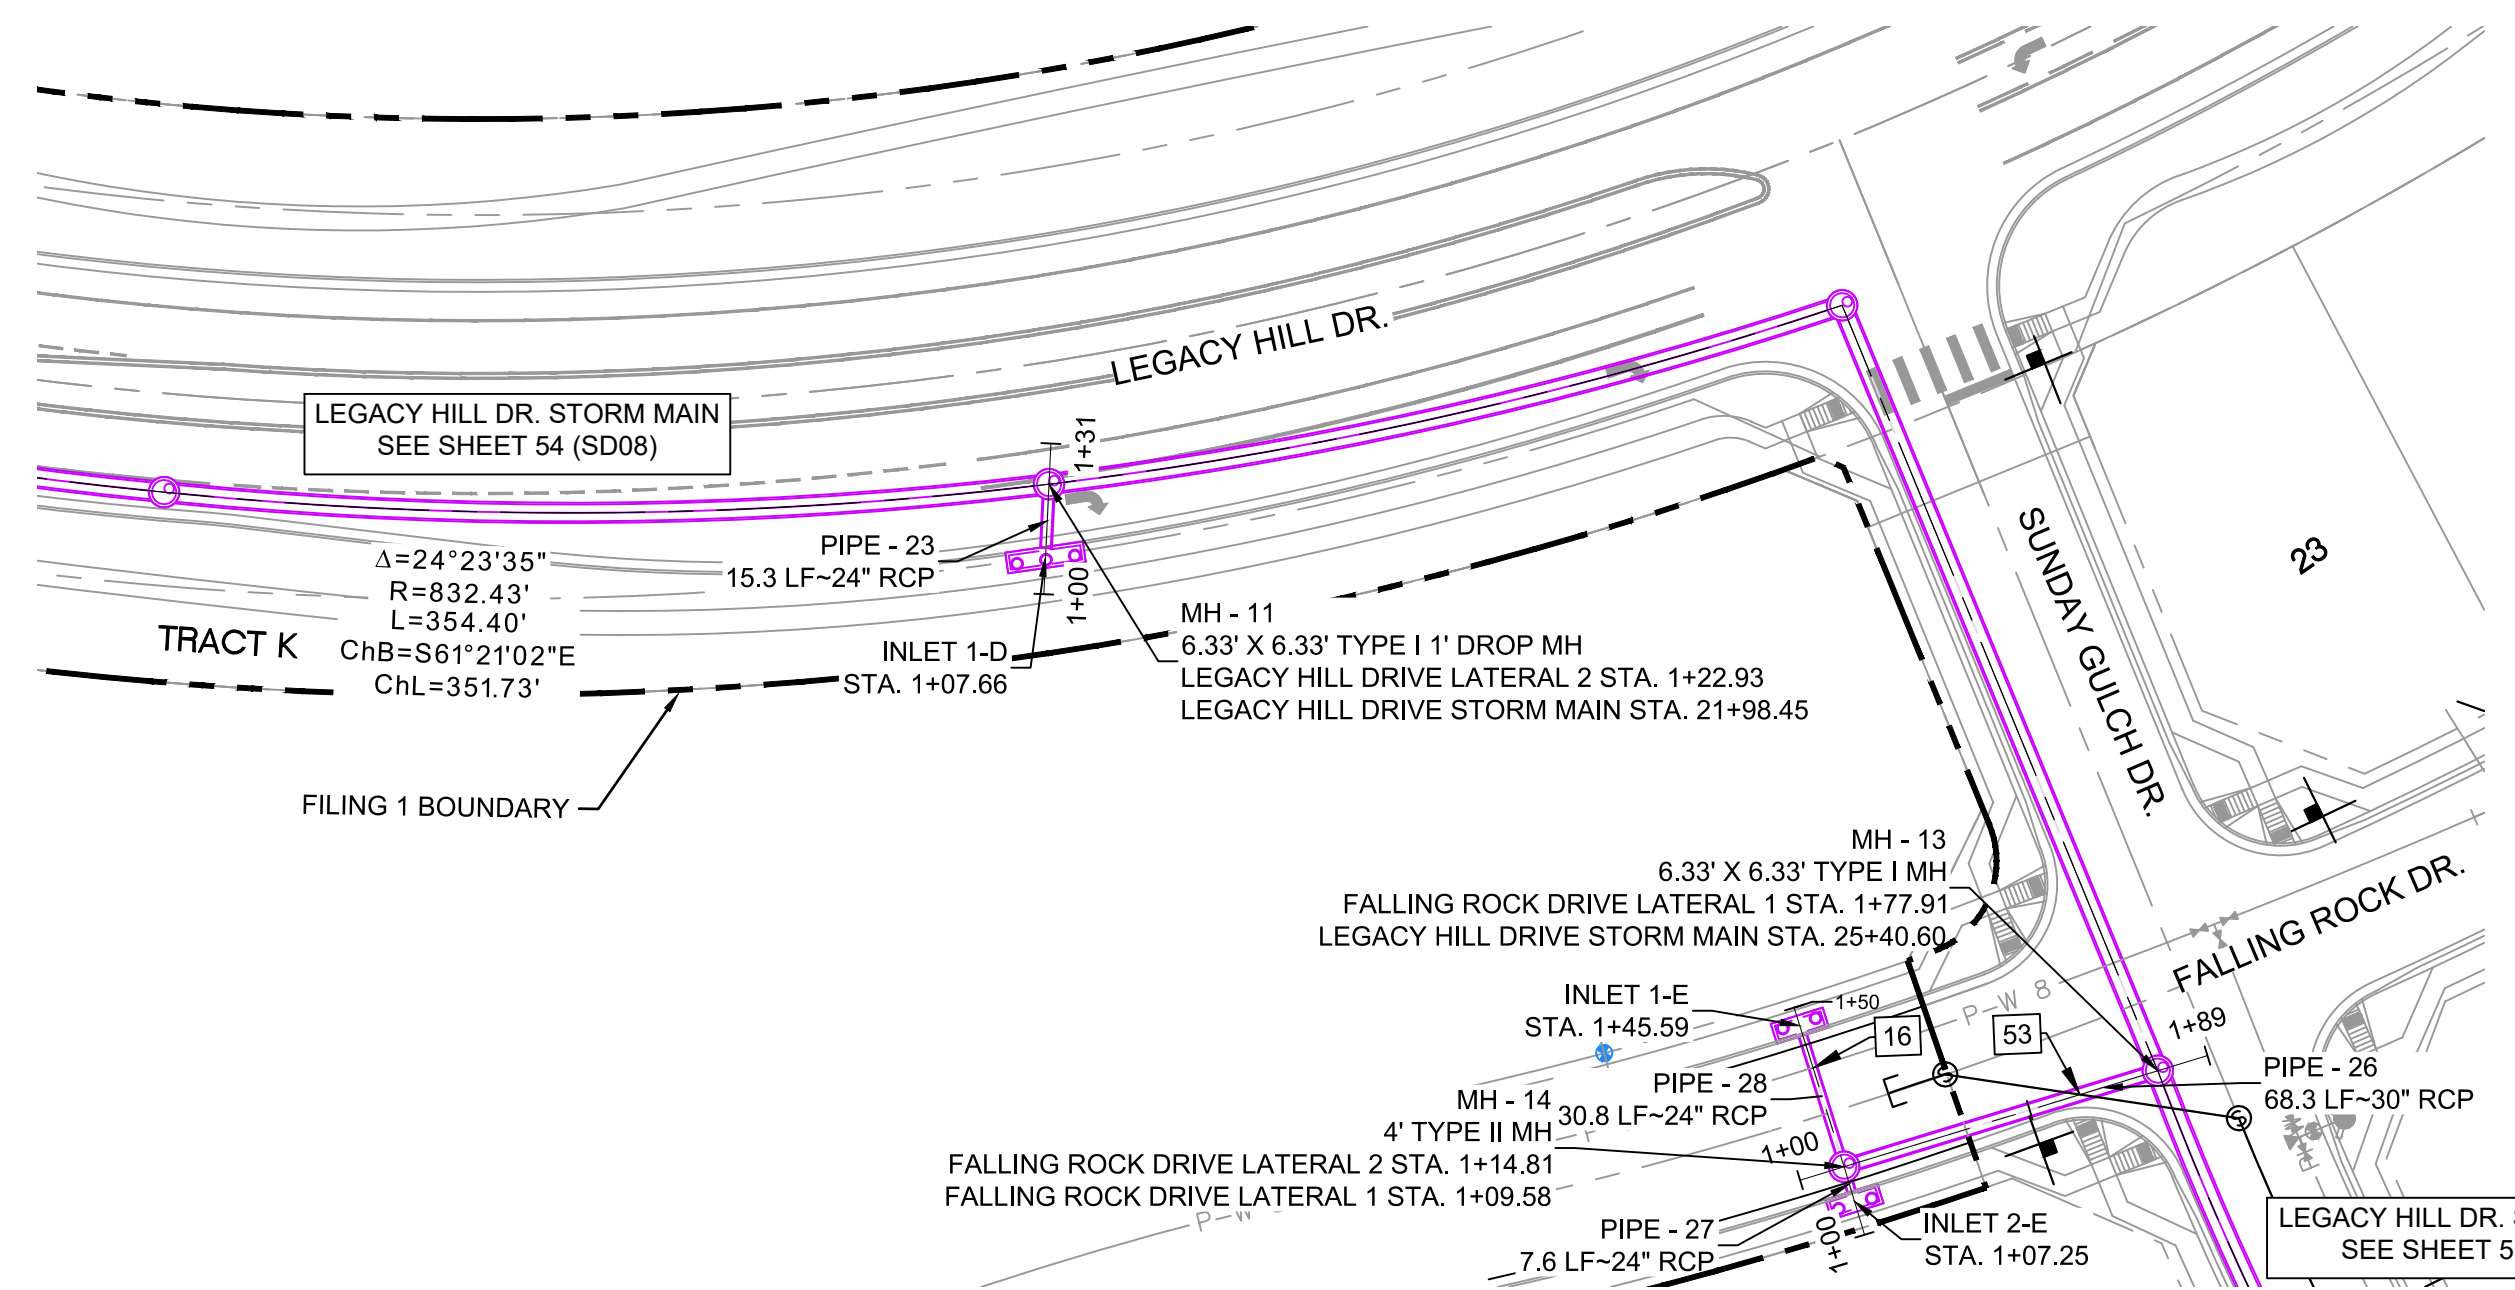 LEGACY HILL DR.
LEGACY HILL DR. STORM MAIN
SEE SHEET 54 (SD08)
1+31
PIPE - 23
15.3 LF~24" RCP
1+00
Δ=24°23'35"
R=832.43'
L=354.40'
ChB=S61°21'02"E
ChL=351.73'
TRACT K
INLET 1-D
STA. 1+07.66
MH - 11
6.33' X 6.33' TYPE I 1' DROP MH
LEGACY HILL DRIVE LATERAL 2 STA. 1+22.93
LEGACY HILL DRIVE STORM MAIN STA. 21+98.45
SUNDAY GULCH DR.
23
FILING 1 BOUNDARY
MH - 13
6.33' X 6.33' TYPE I MH
FALLING ROCK DRIVE LATERAL 1 STA. 1+77.91
LEGACY HILL DRIVE STORM MAIN STA. 25+40.60
FALLING ROCK DR.
INLET 1-E
STA. 1+45.59
1+50
16
P-W 8
53
1+89
PIPE - 26
68.3 LF~30" RCP
PIPE - 28
30.8 LF~24" RCP
MH - 14
4' TYPE II MH
FALLING ROCK DRIVE LATERAL 2 STA. 1+14.81
FALLING ROCK DRIVE LATERAL 1 STA. 1+09.58
1+00
S
S
P-W
PIPE - 27
7.6 LF~24" RCP
1+00
INLET 2-E
STA. 1+07.25
LEGACY HILL DR.
SEE SHEET 5